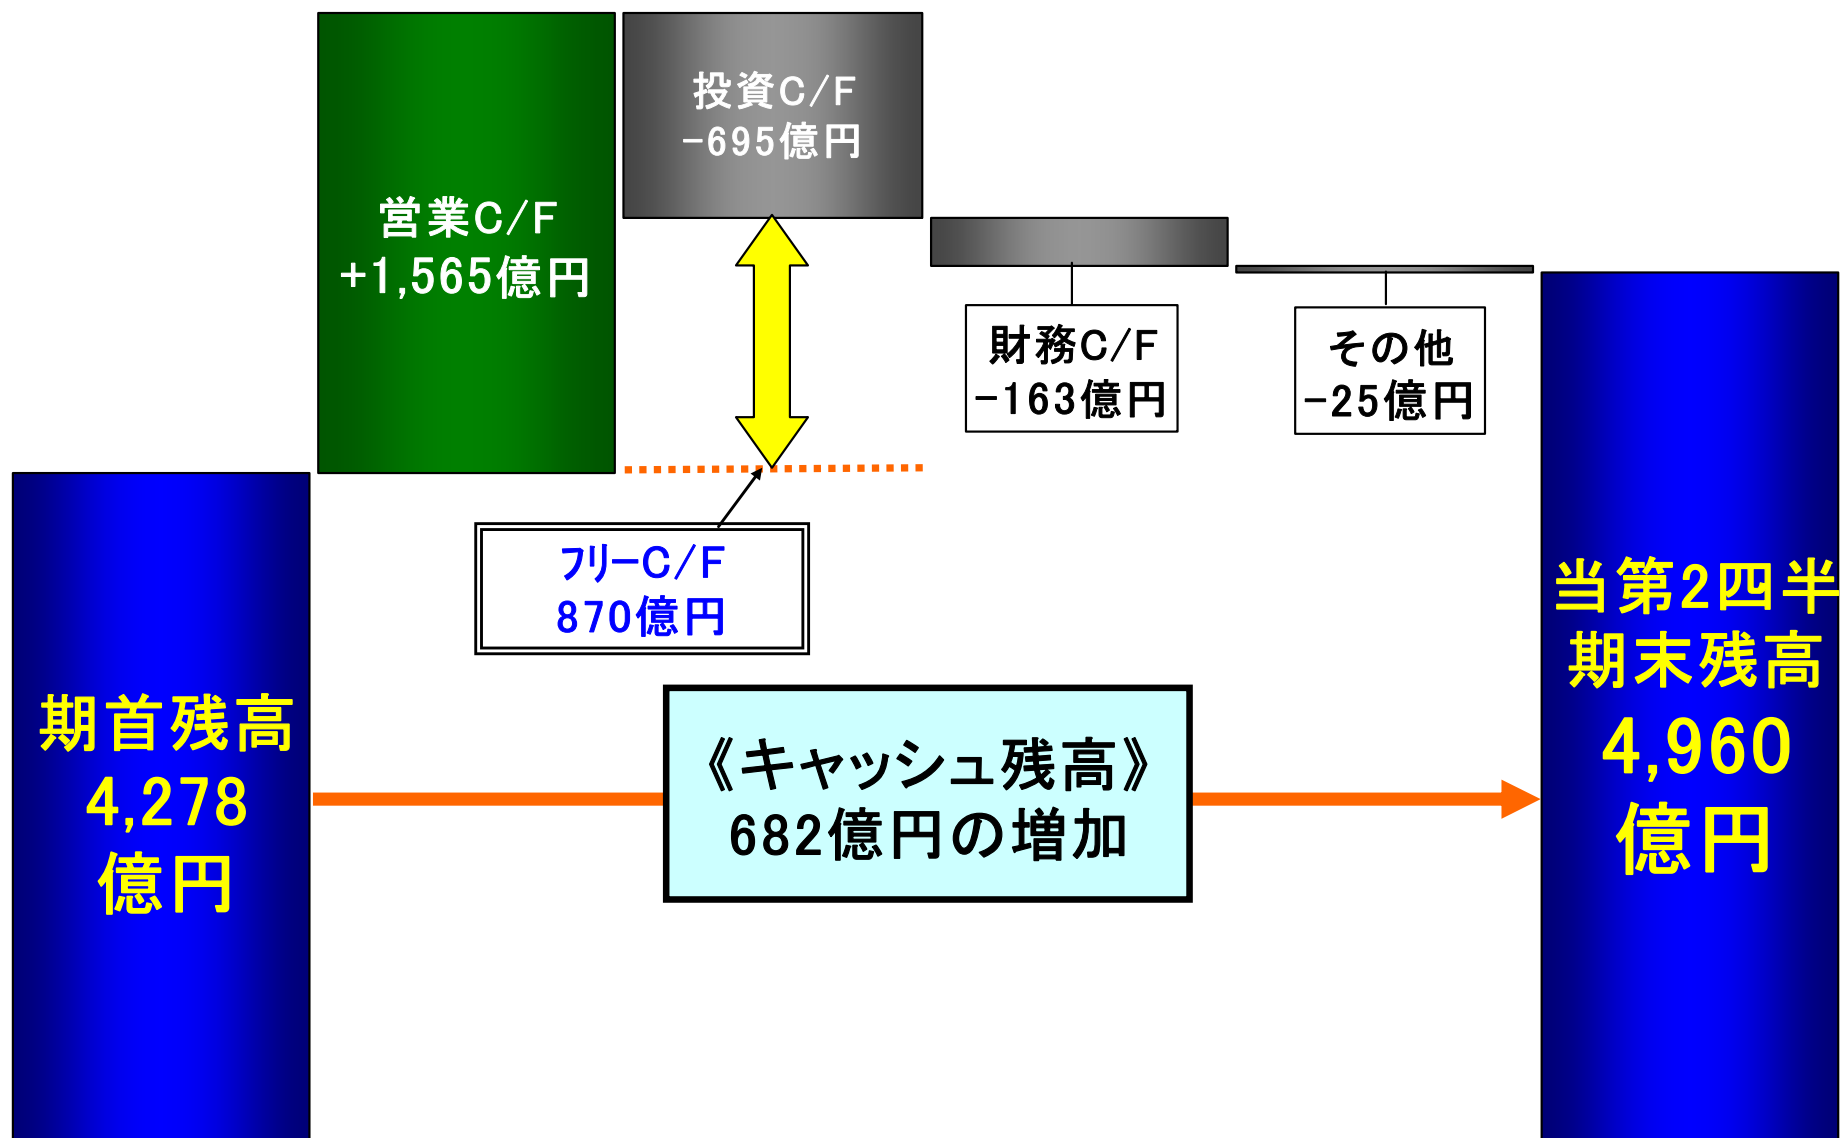 投資C/F
-695億円
営業C/F
+1,565億円
財務C/F
-163億円
その他
-25億円
フリーC/F
870億円
期首残高
4,278
億円
《キャッシュ残高》
682億円の増加
当第2四半
期末残高
4,960
億円